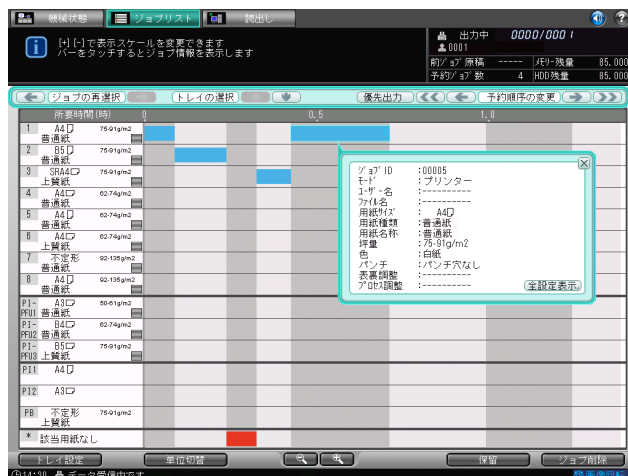 機械状態 ジョブリスト 読出し
[+] [-]で表示スケールを変更できます
バーをタッチするとジョブ情報を表示します
出力中 0000/0001
0001
前ｼﾞｮﾌﾞ原稿 ----- ﾒﾓﾘｰ残量 85.000
予約ｼﾞｮﾌﾞ数 4 HDD残量 85.000
ジョブの再選択 トレイの選択 優先出力 予約順序の変更
所要時間(時) 0 0.5 1.0
1 A4 75-91g/m2
普通紙
2 B5 75-91g/m2
普通紙
3 SRA4 75-91g/m2
上質紙
4 A4 62-74g/m2
普通紙
5 A4 62-74g/m2
普通紙
6 A4 62-74g/m2
上質紙
7 不定形 92-135g/m2
普通紙
8 A4 92-135g/m2
普通紙
PI-PFU1 A3 50-61g/m2
普通紙
PI-PFU2 B4 62-74g/m2
普通紙
PI-PFU3 B5 75-91g/m2
上質紙
PI1 A4
PI2 A3
PB 不定形 75-91g/m2
上質紙
* 該当用紙なし
ｼﾞｮﾌﾞID :00005
ﾓｰﾄﾞ :プリンター
ﾕｰｻﾞｰ名 :----------
ﾌｧｲﾙ名 :----------
用紙ｻｲｽﾞ : A4
用紙種類 :普通紙
用紙名称 :普通紙
坪量 :75-91g/m2
色 :白紙
パンチ :パンチ穴なし
表裏調整 :----------
ﾌﾟﾛｾｽ調整 :----------
全設定表示
トレイ設定 単位切替 保留 ジョブ削除
14:30 データ受信中です 画像回転